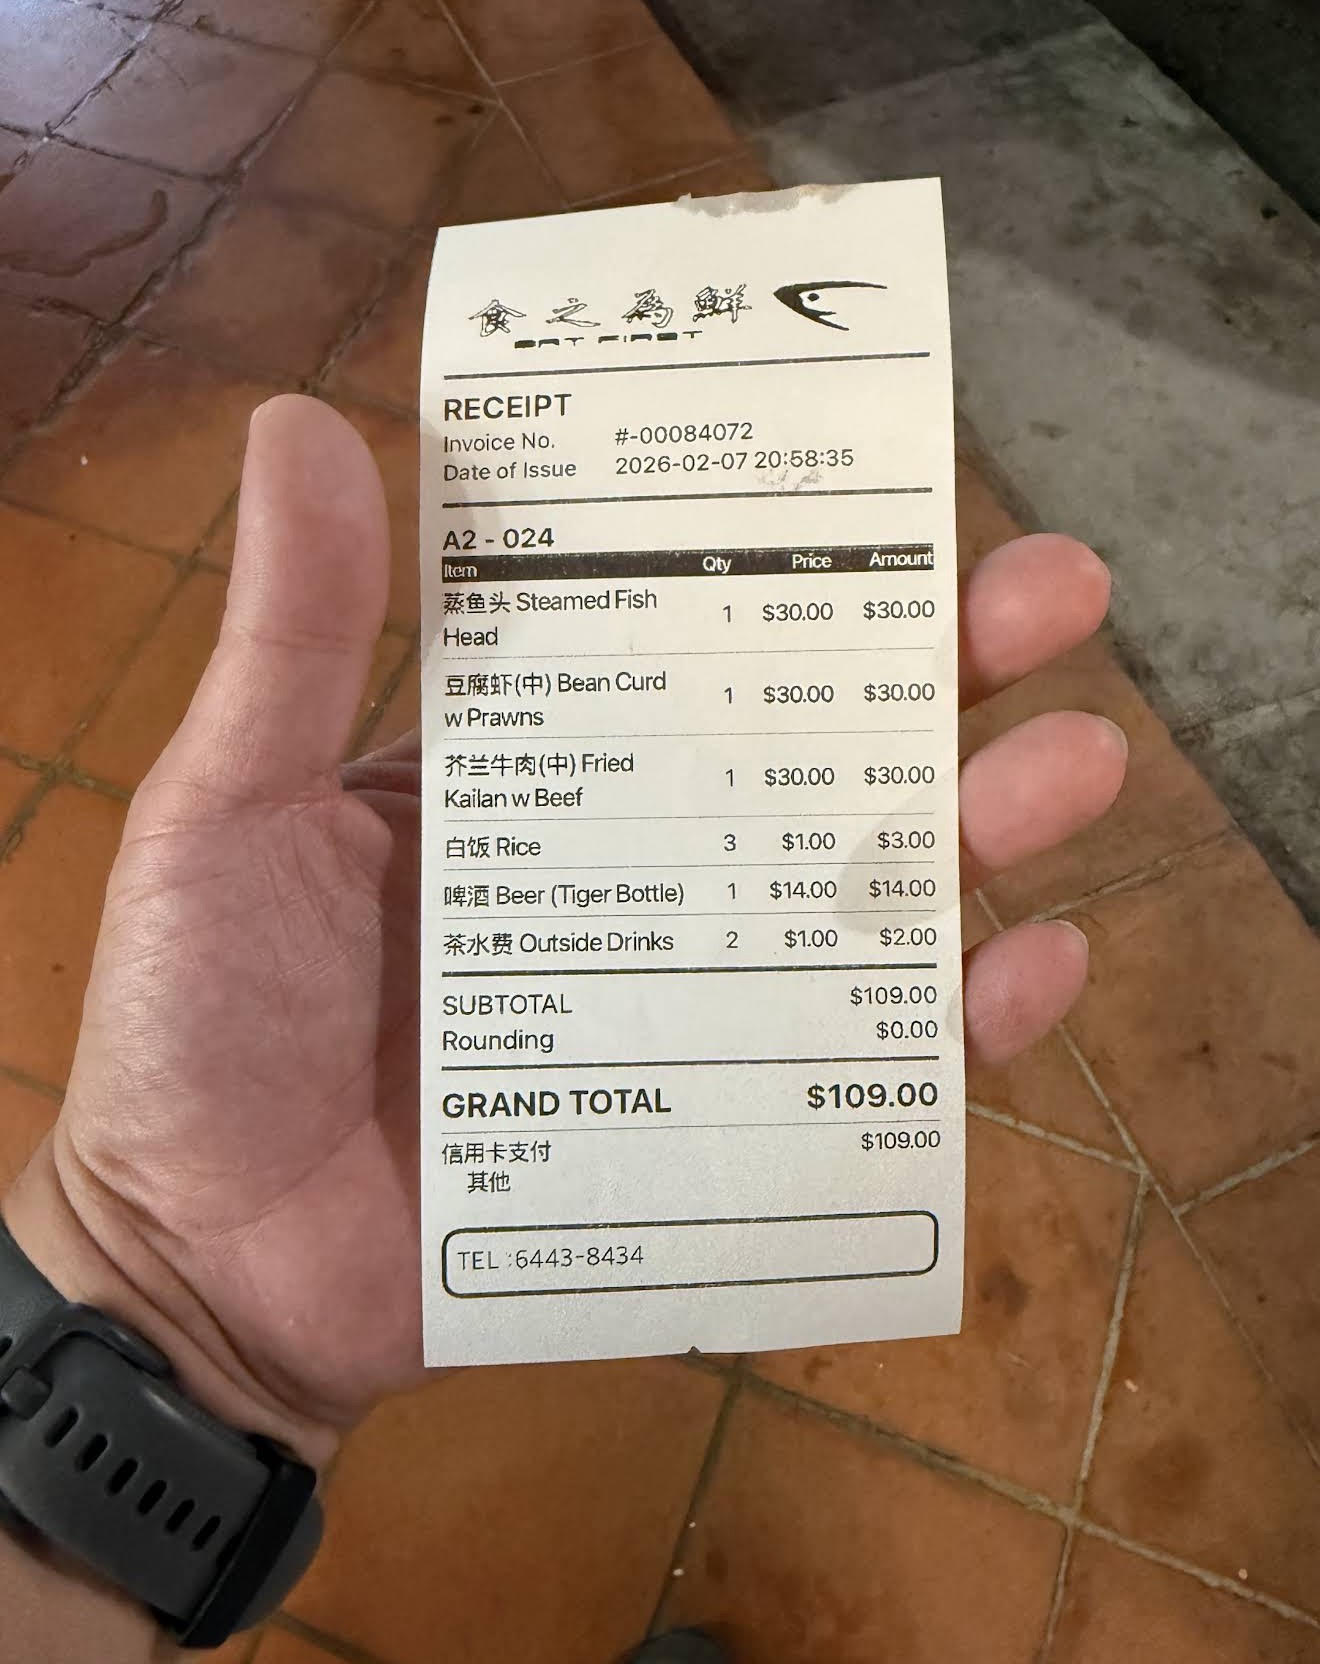 食之為鮮
EAT FIRST
RECEIPT
Invoice No. #-00084072
Date of Issue 2026-02-07 20:58:35
A2 - 024
Item Qty Price Amount
蒸鱼头 Steamed Fish 1 $30.00 $30.00
Head
豆腐虾(中) Bean Curd 1 $30.00 $30.00
w Prawns
芥兰牛肉(中) Fried 1 $30.00 $30.00
Kailan w Beef
白饭 Rice 3 $1.00 $3.00
啤酒 Beer (Tiger Bottle) 1 $14.00 $14.00
茶水费 Outside Drinks 2 $1.00 $2.00
SUBTOTAL $109.00
Rounding $0.00
GRAND TOTAL $109.00
信用卡支付 $109.00
其他
TEL :6443-8434